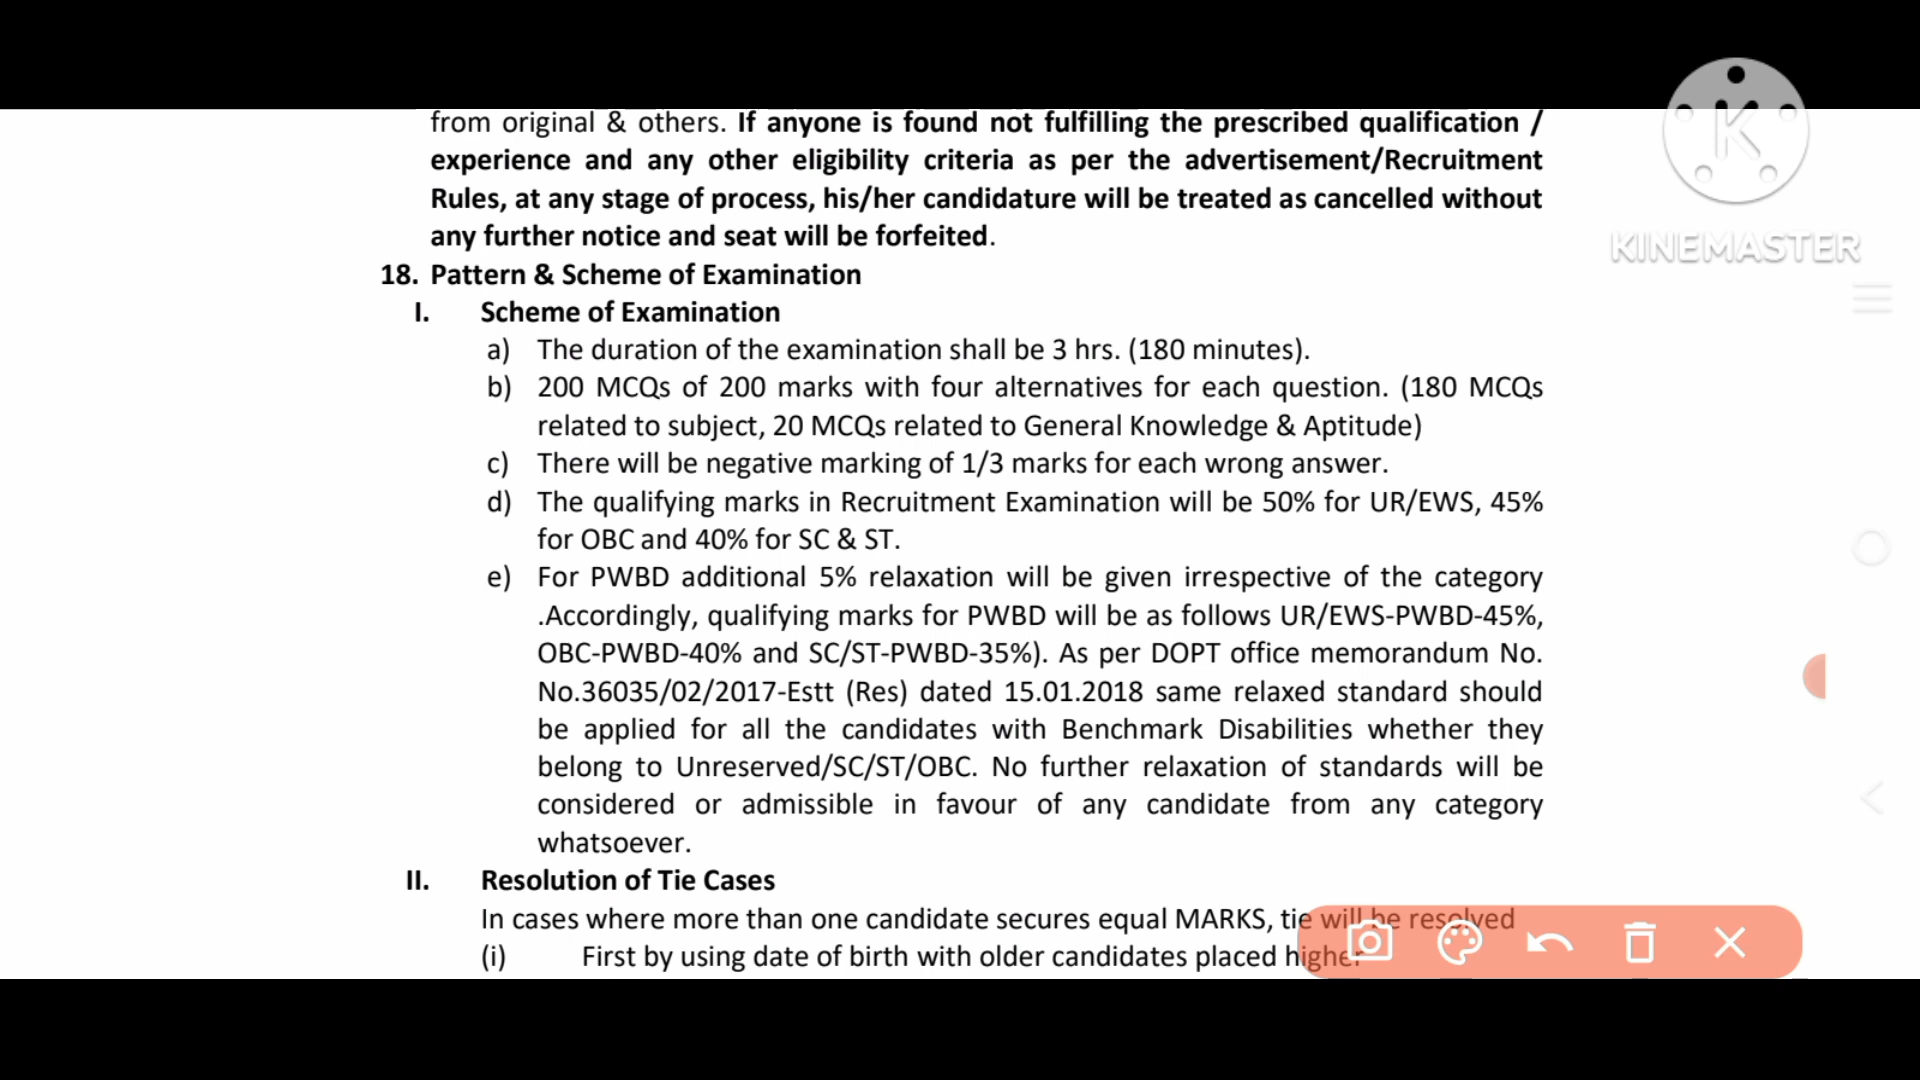 from original & others. If anyone is found not fulfilling the prescribed qualification /
experience and any other eligibility criteria as per the advertisement/Recruitment
Rules, at any stage of process, his/her candidature will be treated as cancelled without
any further notice and seat will be forfeited.
18. Pattern & Scheme of Examination
I. Scheme of Examination
a) The duration of the examination shall be 3 hrs. (180 minutes).
b) 200 MCQs of 200 marks with four alternatives for each question. (180 MCQs
related to subject, 20 MCQs related to General Knowledge & Aptitude)
c) There will be negative marking of 1/3 marks for each wrong answer.
d) The qualifying marks in Recruitment Examination will be 50% for UR/EWS, 45%
for OBC and 40% for SC & ST.
e) For PWBD additional 5% relaxation will be given irrespective of the category
.Accordingly, qualifying marks for PWBD will be as follows UR/EWS-PWBD-45%,
OBC-PWBD-40% and SC/ST-PWBD-35%). As per DOPT office memorandum No.
No.36035/02/2017-Estt (Res) dated 15.01.2018 same relaxed standard should
be applied for all the candidates with Benchmark Disabilities whether they
belong to Unreserved/SC/ST/OBC. No further relaxation of standards will be
considered or admissible in favour of any candidate from any category
whatsoever.
II. Resolution of Tie Cases
In cases where more than one candidate secures equal MARKS, tie will be resolved
(i) First by using date of birth with older candidates placed higher
K
KINEMASTER